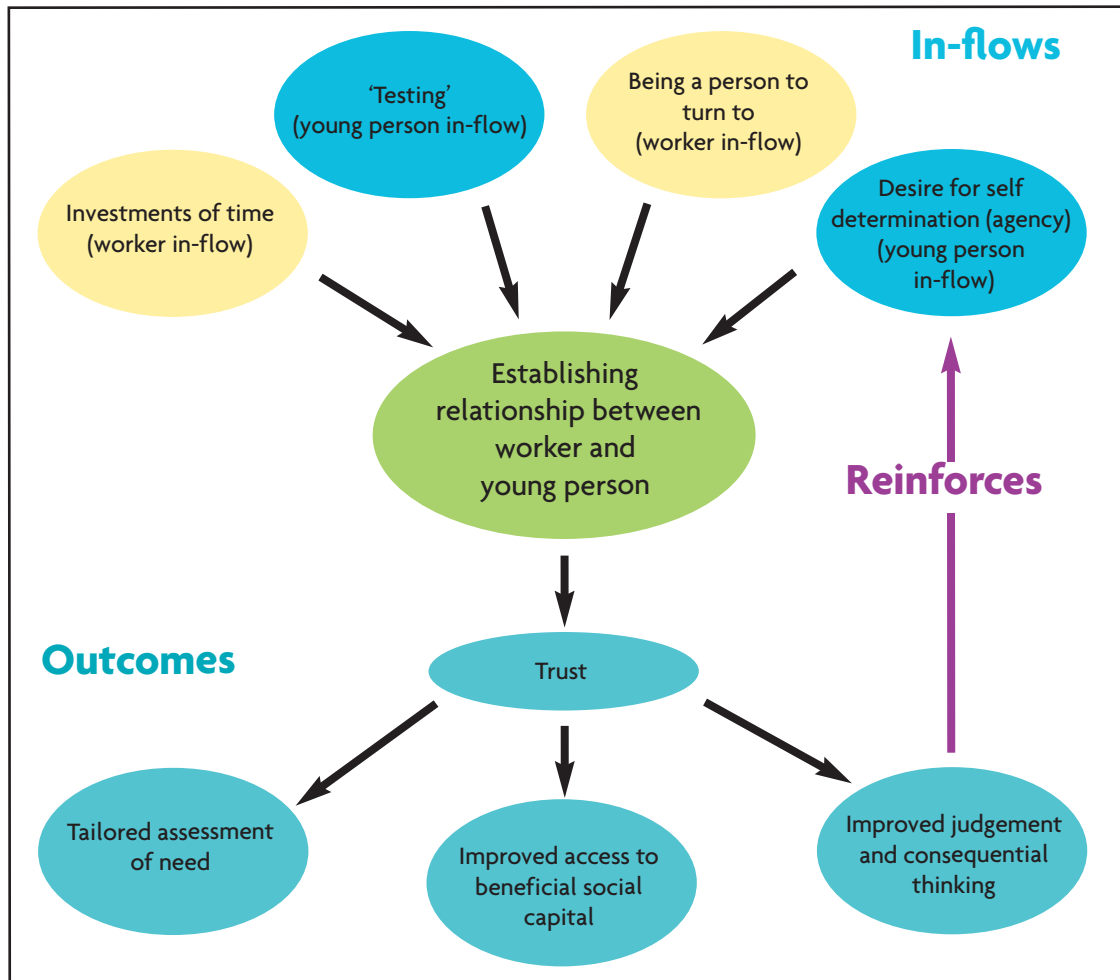 In-flows
'Testing'
(young person in-flow)
Being a person to
turn to
(worker in-flow)
Investments of time
(worker in-flow)
Desire for self
determination (agency)
(young person
in-flow)
Establishing
relationship between
worker and
young person
Reinforces
Outcomes
Trust
Tailored assessment
of need
Improved access to
beneficial social
capital
Improved judgement
and consequential
thinking